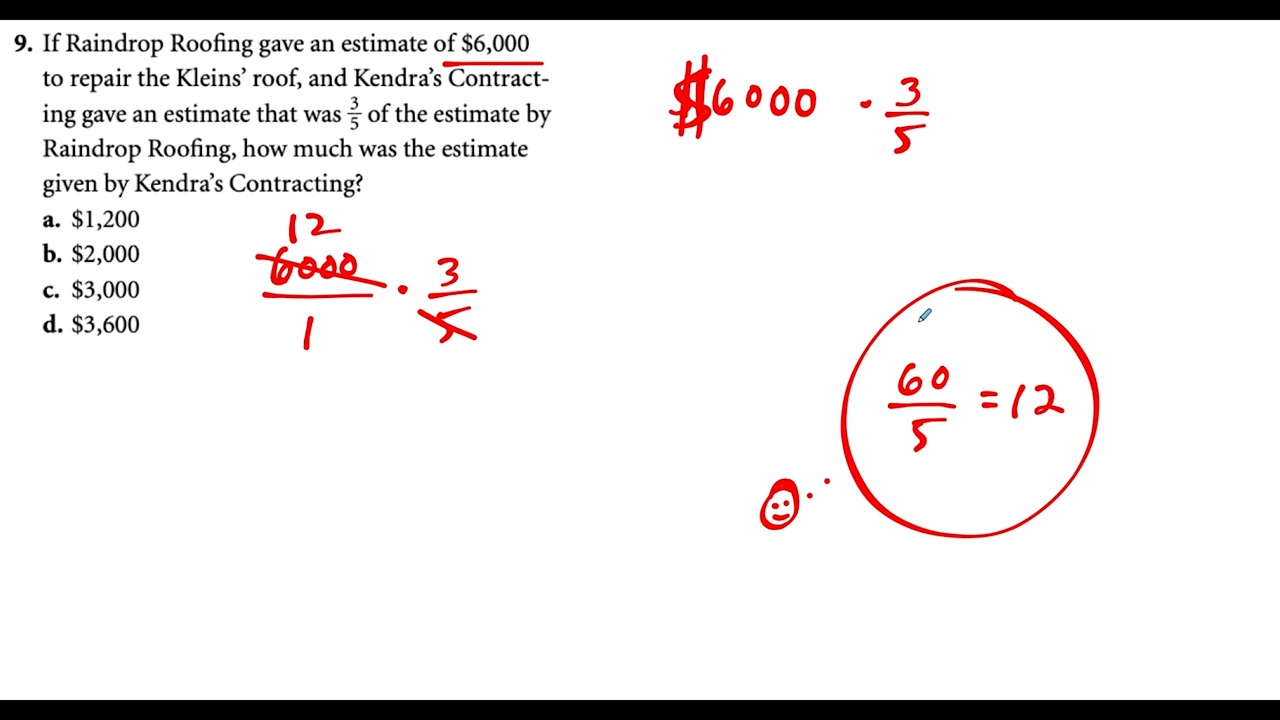 9. If Raindrop Roofing gave an estimate of $6,000
to repair the Kleins’ roof, and Kendra’s Contract-
ing gave an estimate that was 3/5 of the estimate by
Raindrop Roofing, how much was the estimate
given by Kendra’s Contracting?
a. $1,200
b. $2,000
c. $3,000
d. $3,600
$6000 · 3/5
12
6000/1 · 3/5
60/5 = 12